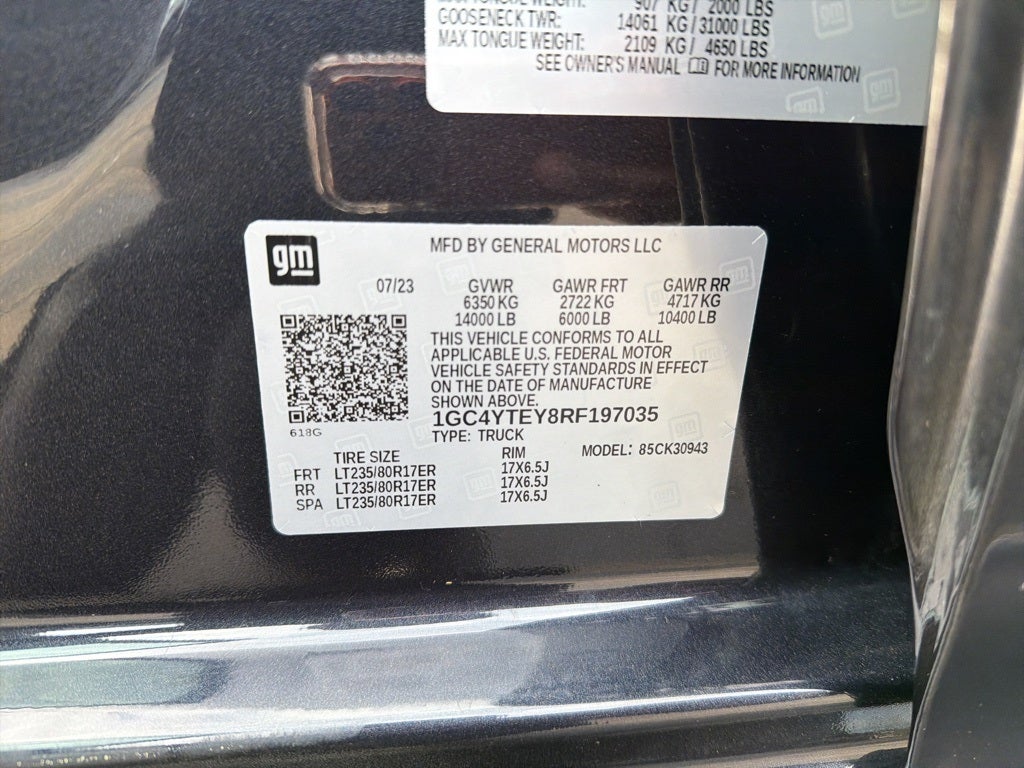 907 KG / 2000 LBS
GOOSENECK TWR: 14061 KG / 31000 LBS
MAX TONGUE WEIGHT: 2109 KG / 4650 LBS
SEE OWNER'S MANUAL FOR MORE INFORMATION
gm
MFD BY GENERAL MOTORS LLC
07/23 GVWR GAWR FRT GAWR RR
6350 KG 2722 KG 4717 KG
14000 LB 6000 LB 10400 LB
THIS VEHICLE CONFORMS TO ALL
APPLICABLE U.S. FEDERAL MOTOR
VEHICLE SAFETY STANDARDS IN EFFECT
ON THE DATE OF MANUFACTURE
SHOWN ABOVE.
1GC4YTEY8RF197035
618G
TYPE: TRUCK MODEL: 85CK30943
TIRE SIZE RIM
FRT LT235/80R17ER 17X6.5J
RR LT235/80R17ER 17X6.5J
SPA LT235/80R17ER 17X6.5J